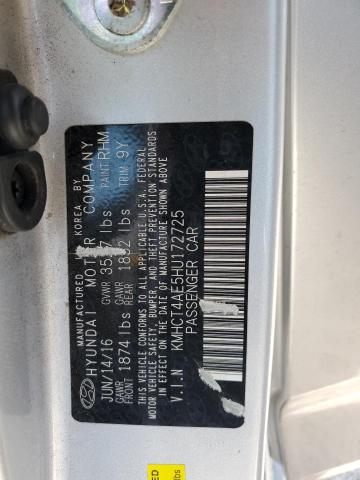 MANUFACTURED IN KOREA BY
HYUNDAI MOTOR COMPANY
JUN/14/16 GVWR lbs PAINT RHM
GAWR FRONT 1874 lbs GAWR REAR lbs TRIM 9Y
THIS VEHICLE CONFORMS TO ALL APPLICABLE U.S.A. FEDERAL
MOTOR VEHICLE SAFETY, BUMPER, AND THEFT PREVENTION STANDARDS
IN EFFECT ON THE DATE OF MANUFACTURE SHOWN ABOVE.
V.I.N KMHCT4AE5HU172725
PASSENGER CAR
lbs